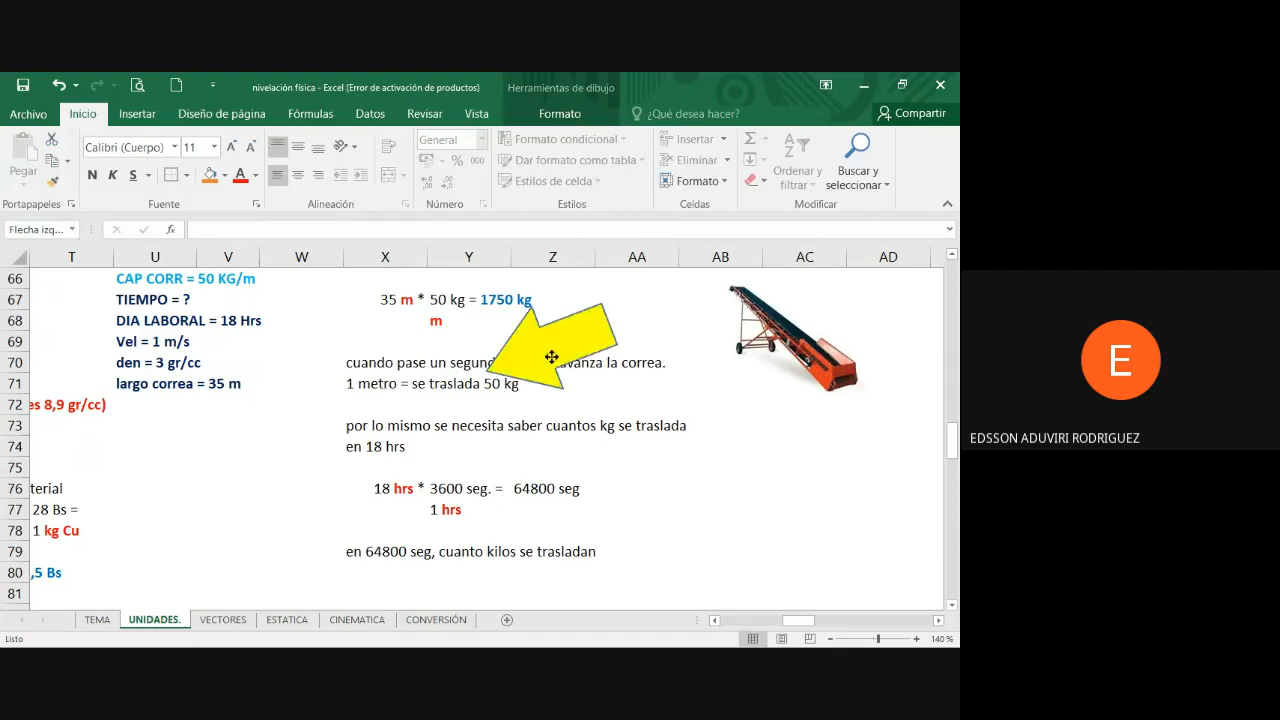 nivelación física - Excel (Error de activación de productos)
Herramientas de dibujo
Archivo
Inicio
Insertar
Diseño de página
Fórmulas
Datos
Revisar
Vista
Formato
¿Qué desea hacer?
Compartir
Pegar
Calibri (Cuerpo)
11
N K S
General
% 000
Formato condicional
Dar formato como tabla
Estilos de celda
Insertar
Eliminar
Formato
Ordenar y filtrar
Buscar y seleccionar
Portapapeles
Fuente
Alineación
Número
Estilos
Celdas
Modificar
Flecha izq...
fx
T U V W X Y Z AA AB AC AD
66 CAP CORR = 50 KG/m
67 TIEMPO = ? 35 m * 50 kg = 1750 kg
68 DIA LABORAL = 18 Hrs m
69 Vel = 1 m/s
70 den = 3 gr/cc cuando pase un segund avanza la correa.
71 largo correa = 35 m 1 metro = se traslada 50 kg
72 es 8,9 gr/cc)
73 por lo mismo se necesita saber cuantos kg se traslada
74 en 18 hrs
75
76 terial 18 hrs * 3600 seg. = 64800 seg
77 28 Bs = 1 hrs
78 1 kg Cu
79 en 64800 seg, cuanto kilos se trasladan
80 ,5 Bs
81
TEMA
UNIDADES.
VECTORES
ESTATICA
CINEMATICA
CONVERSIÓN
Listo
140 %
E
EDSSON ADUVIRI RODRIGUEZ